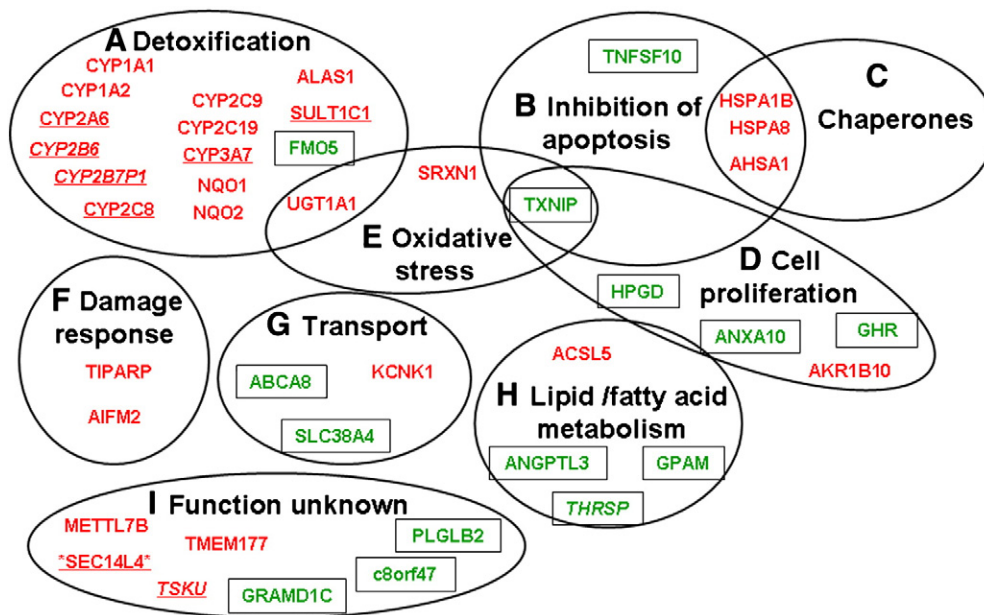 A Detoxification
CYP1A1
CYP1A2
CYP2A6
CYP2B6
CYP2B7P1
CYP2C8
CYP2C9
CYP2C19
CYP3A7
NQO1
NQO2
ALAS1
SULT1C1
FMO5
UGT1A1
SRXN1
E Oxidative
stress
TNFSF10
B Inhibition of
apoptosis
TXNIP
HSPA1B
HSPA8
AHSA1
C
Chaperones
D Cell
proliferation
HPGD
ANXA10
GHR
AKR1B10
F Damage
response
TIPARP
AIFM2
G Transport
ABCA8
KCNK1
SLC38A4
ACSL5
H Lipid /fatty acid
metabolism
ANGPTL3
GPAM
THRSP
I Function unknown
METTL7B
*SEC14L4*
TMEM177
TSKU
GRAMD1C
c8orf47
PLGLB2